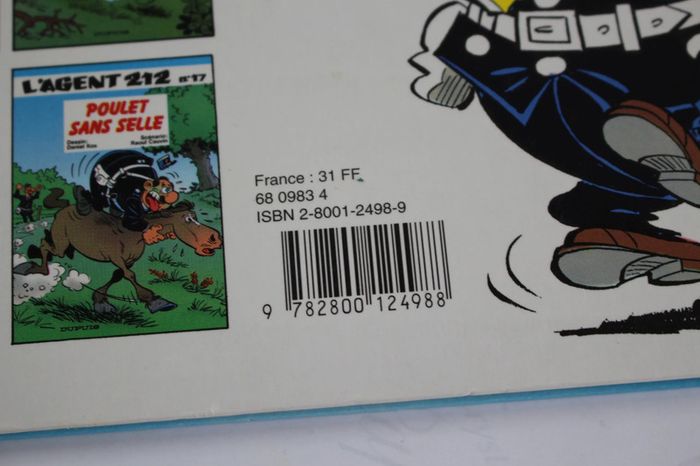 DUPUIS
L'AGENT 212 N°17
POULET
SANS SELLE
Dessin: Scénario:
Daniel Kox Raoul Cauvin
DUPUIS
France : 31 FF
68 0983 4
ISBN 2-8001-2498-9
9 782800 124988